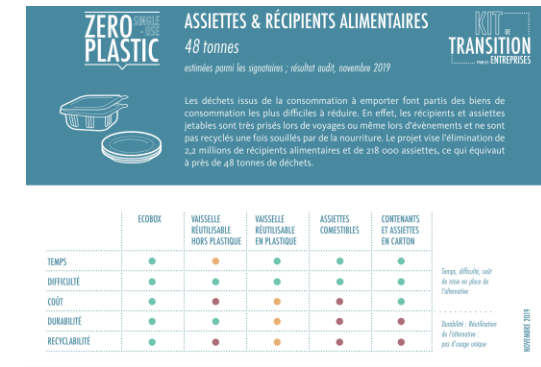 ZERO SINGLE - USE
PLASTIC
ASSIETTES & RÉCIPIENTS ALIMENTAIRES
48 tonnes
estimées parmi les signataires ; résultat audit, novembre 2019
KIT DE
TRANSITION
POUR LES ENTREPRISES
Les déchets issus de la consommation à emporter font partis des biens de
consommation les plus difficiles à réduire. En effet, les récipients et assiettes
jetables sont très prisés lors de voyages ou même lors d'évènements et ne sont
pas recyclés une fois souillés par de la nourriture. Le projet vise l'élimination de
2,2 millions de récipients alimentaires et de 218 000 assiettes, ce qui équivaut
à près de 48 tonnes de déchets.
ECOBOX
VAISSELLE
RÉUTILISABLE
HORS PLASTIQUE
VAISSELLE
RÉUTILISABLE
EN PLASTIQUE
ASSIETTES
COMESTIBLES
CONTENANTS
ET ASSIETTES
EN CARTON
TEMPS
DIFFICULTÉ
COÛT
DURABILITÉ
RECYCLABILITÉ
Temps, difficulté, coût
de mise en place de
l'alternative
Durabilité : Réutilisation
de l'alternative :
pas d'usage unique
NOVEMBRE 2019